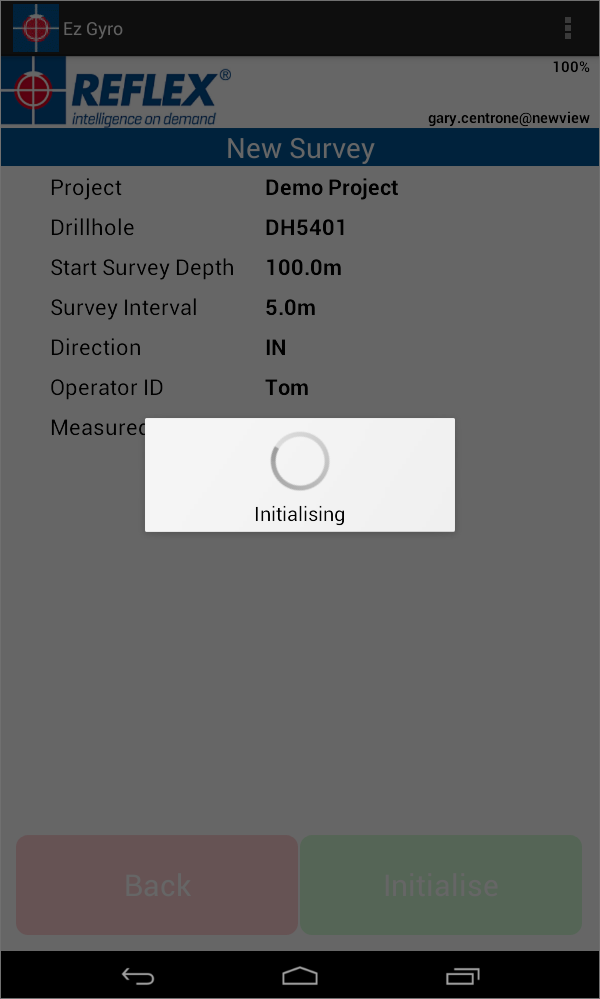 Ez Gyro
100%
REFLEX®
intelligence on demand
gary.centrone@newview
New Survey
Project Demo Project
Drillhole DH5401
Start Survey Depth 100.0m
Survey Interval 5.0m
Direction IN
Operator ID Tom
Measured
Initialising
Back Initialise